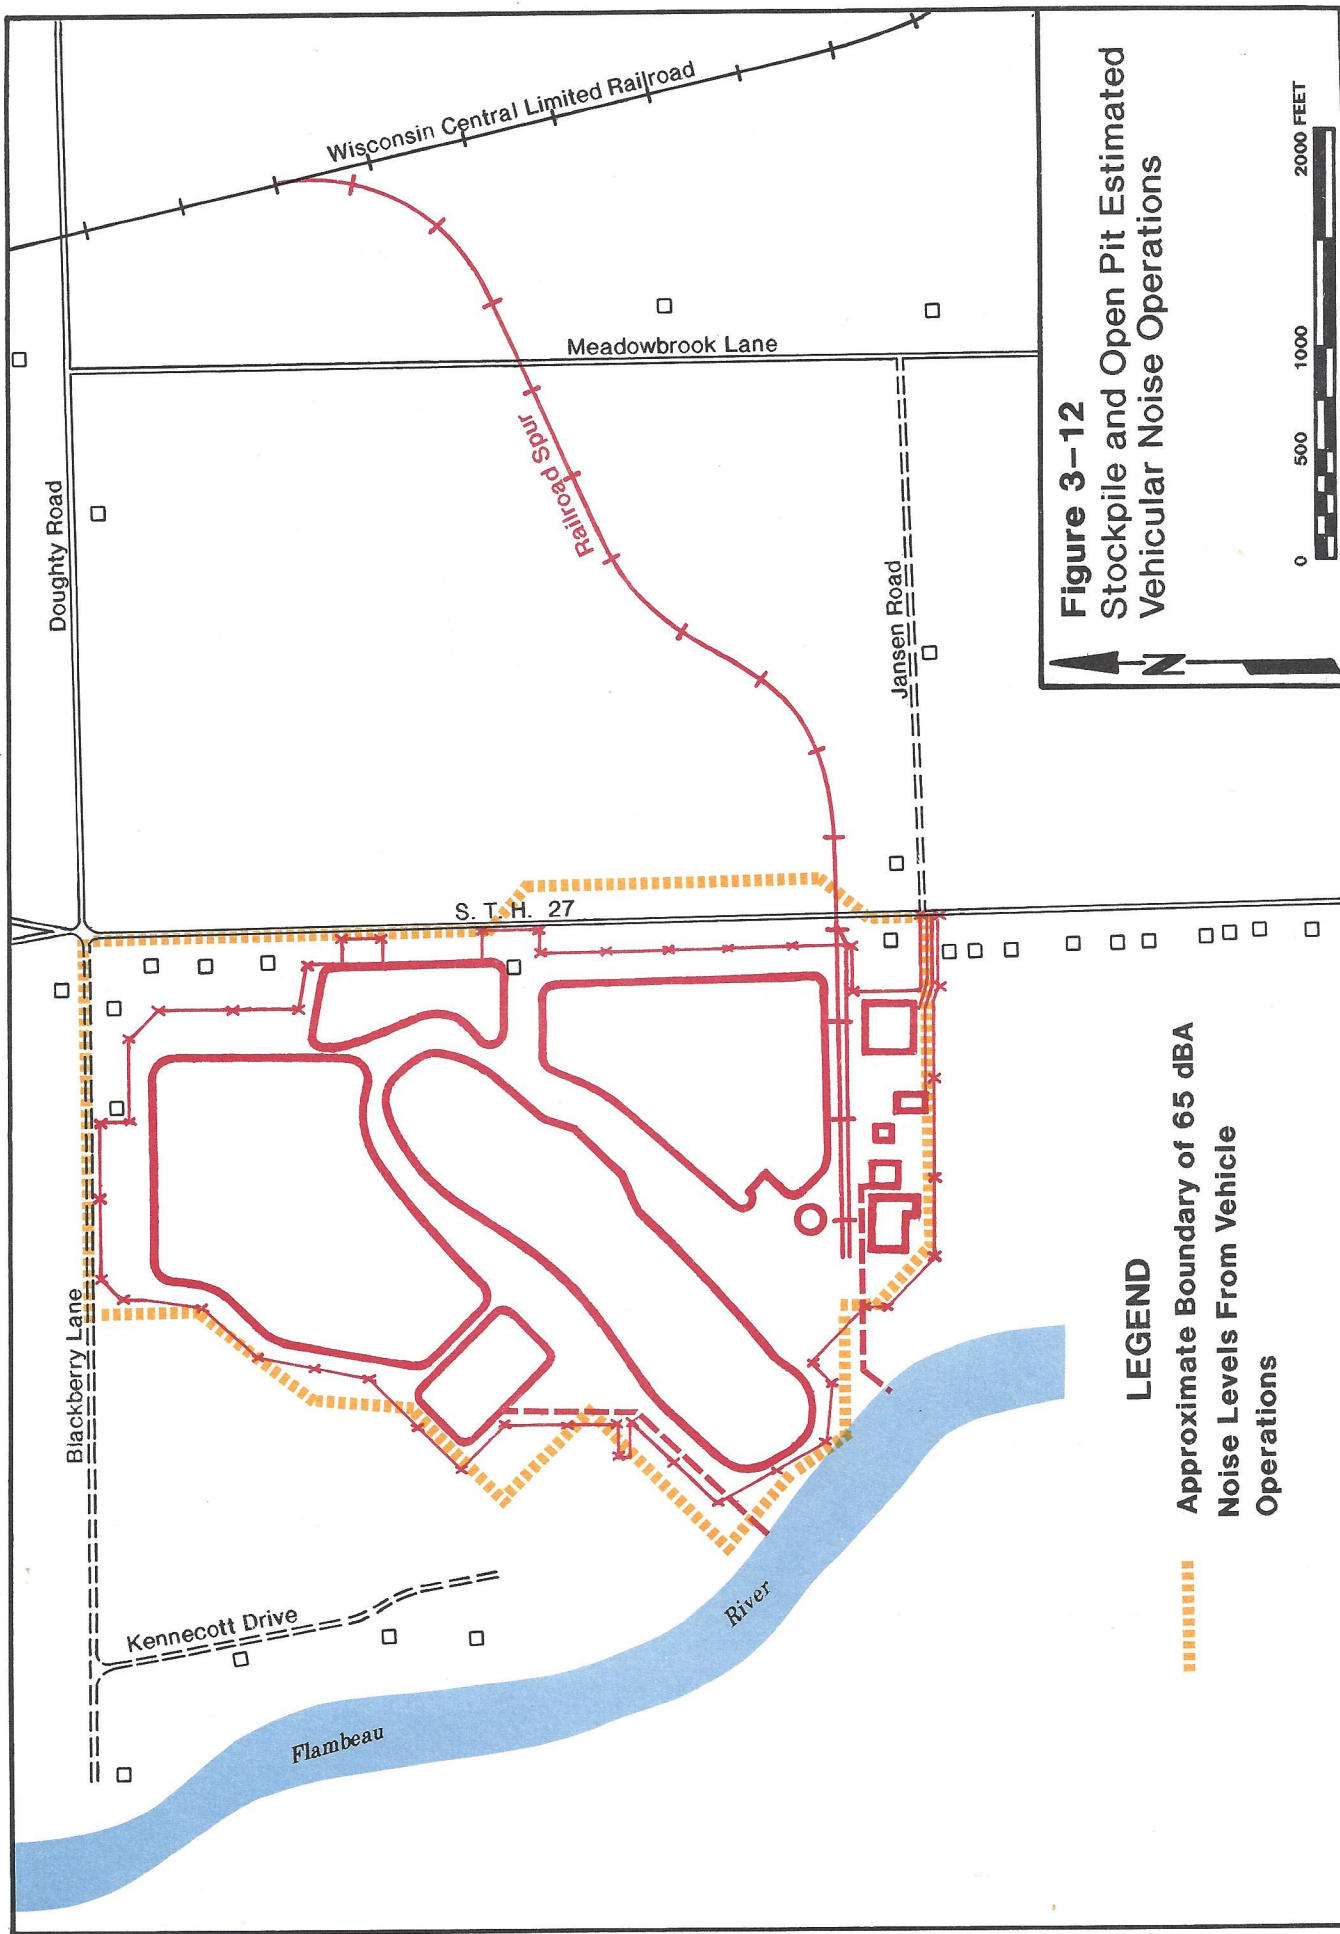 Doughty Road
Wisconsin Central Limited Railroad
Meadowbrook Lane
Railroad Spur
Jansen Road
S. T. H. 27
Blackberry Lane
Kennecott Drive
Flambeau
River
LEGEND
Approximate Boundary of 65 dBA
Noise Levels From Vehicle
Operations
N
Figure 3–12
Stockpile and Open Pit Estimated
Vehicular Noise Operations
0 500 1000 2000 FEET